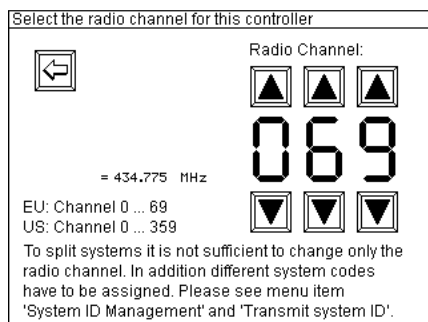 Select the radio channel for this controller
Radio Channel:
069
= 434.775 MHz
EU: Channel 0 ... 69
US: Channel 0 ... 359
To split systems it is not sufficient to change only the
radio channel. In addition different system codes
have to be assigned. Please see menu item
'System ID Management' and 'Transmit system ID'.